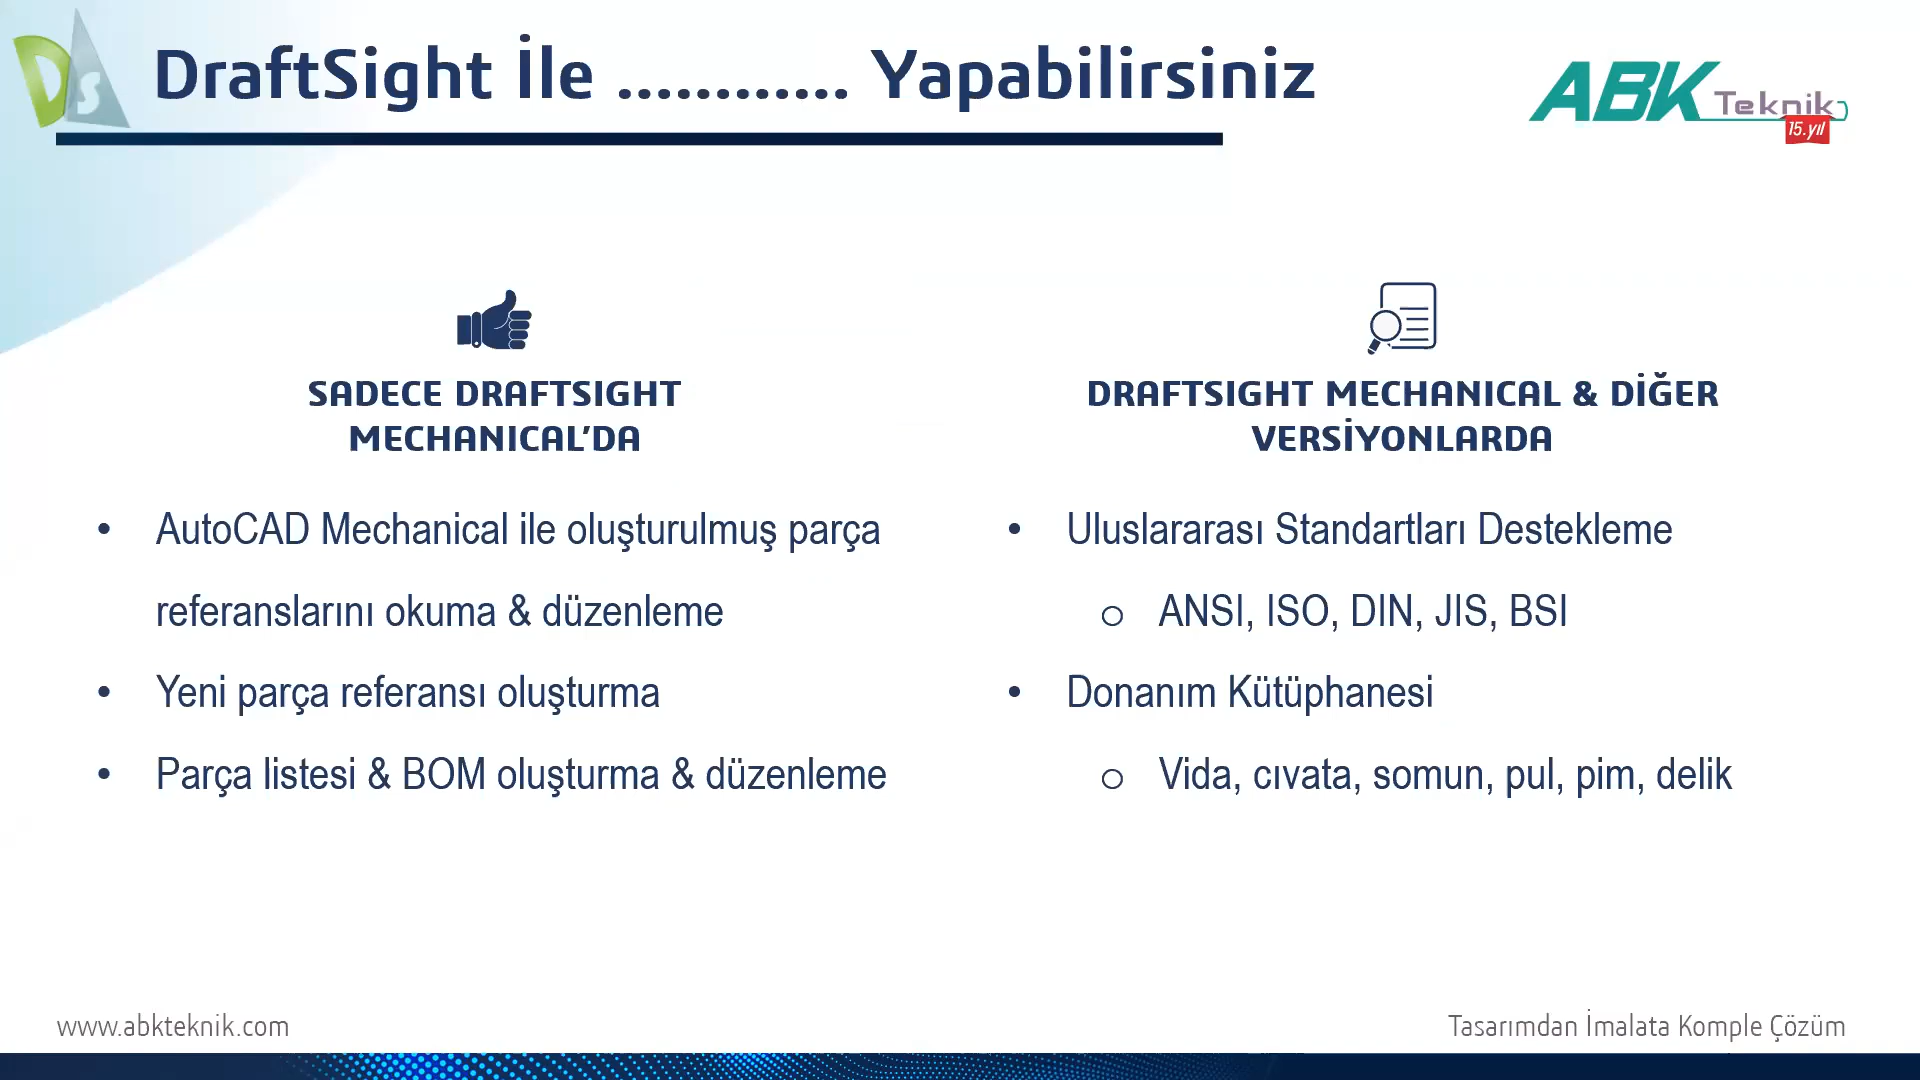 DraftSight İle ............ Yapabilirsiniz
ABK Teknik
15.yıl
SADECE DRAFTSIGHT
MECHANICAL’DA
• AutoCAD Mechanical ile oluşturulmuş parça
referanslarını okuma & düzenleme
• Yeni parça referansı oluşturma
• Parça listesi & BOM oluşturma & düzenleme
DRAFTSIGHT MECHANICAL & DİĞER
VERSİYONLARDA
• Uluslararası Standartları Destekleme
o ANSI, ISO, DIN, JIS, BSI
• Donanım Kütüphanesi
o Vida, cıvata, somun, pul, pim, delik
www.abkteknik.com
Tasarımdan İmalata Komple Çözüm
DS